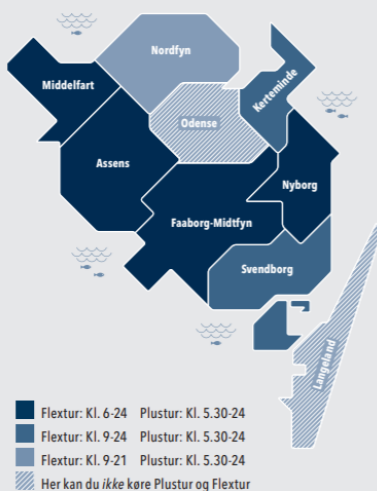 Nordfyn
Middelfart
Kerteminde
Odense
Assens
Nyborg
Faaborg-Midtfyn
Svendborg
Langeland
Flextur: Kl. 6-24 Plustur: Kl. 5.30-24
Flextur: Kl. 9-24 Plustur: Kl. 5.30-24
Flextur: Kl. 9-21 Plustur: Kl. 5.30-24
Her kan du ikke køre Plustur og Flextur